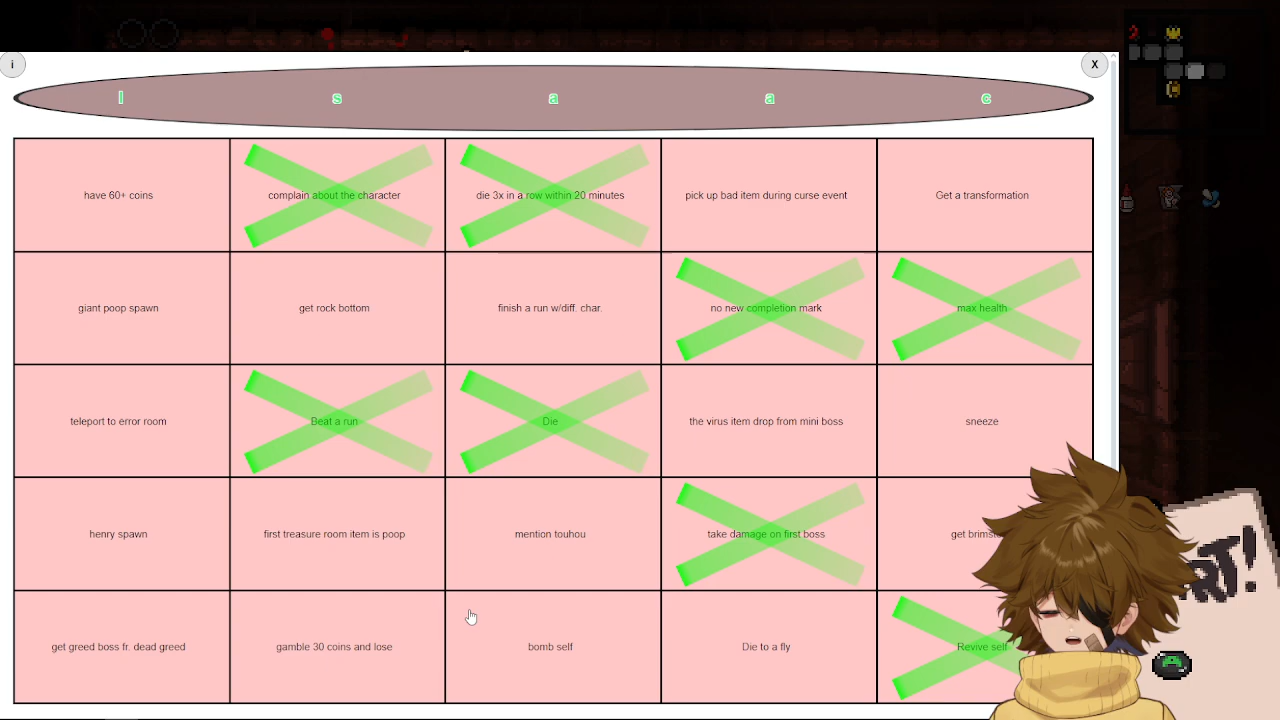 i
X
I s a a c
have 60+ coins
complain about the character
die 3x in a row within 20 minutes
pick up bad item during curse event
Get a transformation
giant poop spawn
get rock bottom
finish a run w/diff. char.
no new completion mark
max health
teleport to error room
Beat a run
Die
the virus item drop from mini boss
sneeze
henry spawn
first treasure room item is poop
mention touhou
take damage on first boss
get
get greed boss fr. dead greed
gamble 30 coins and lose
bomb self
Die to a fly
Revive self
RT!